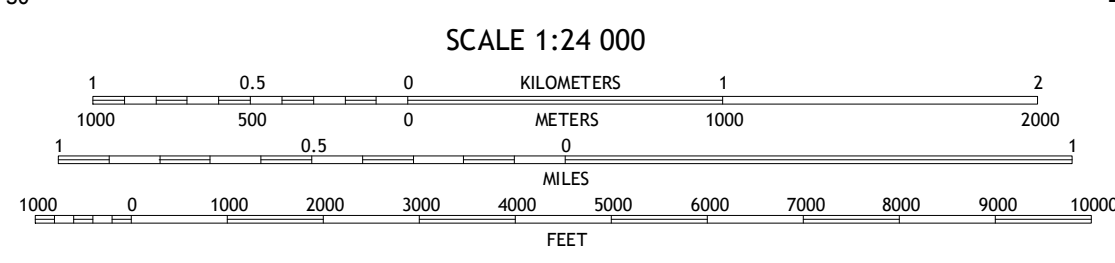 SCALE 1:24 000
1 0.5 0 KILOMETERS 1 2
1000 500 0 METERS 1000 2000
1 0.5 0 1
MILES
1000 0 1000 2000 3000 4000 5000 6000 7000 8000 9000 10000
FEET